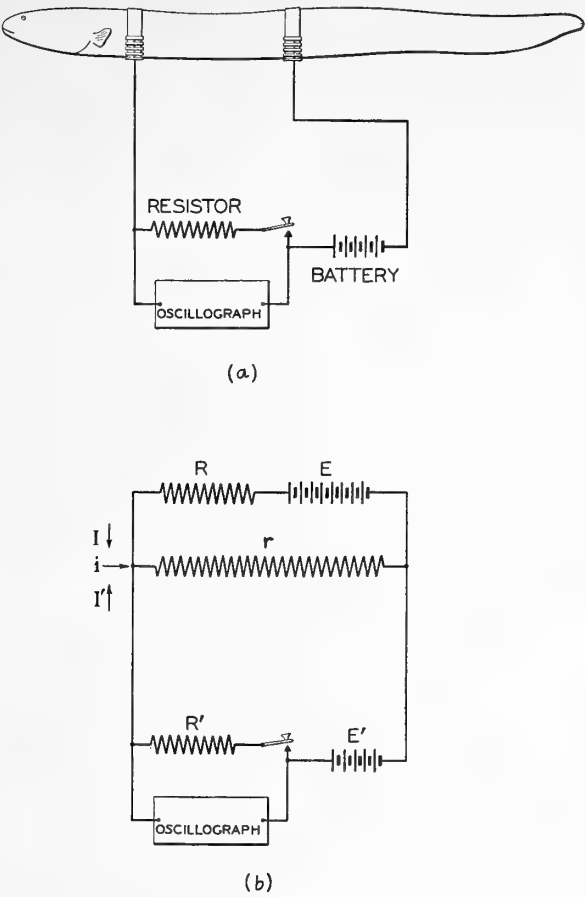 RESISTOR
BATTERY
OSCILLOGRAPH
(a)
R E
I
i r
I'
R' E'
OSCILLOGRAPH
(b)